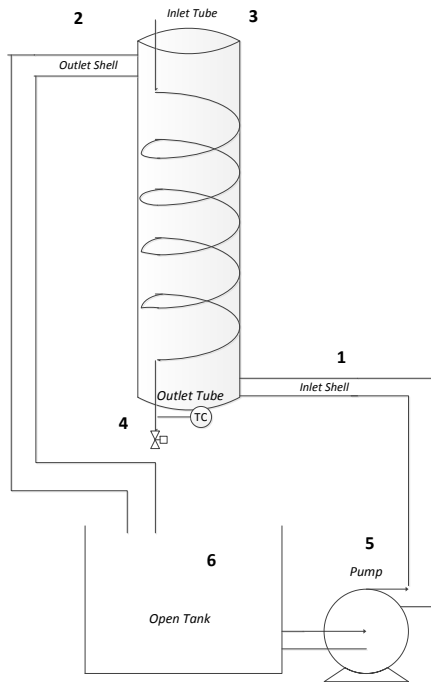 2
Inlet Tube
3
Outlet Shell
1
Inlet Shell
Outlet Tube
4
TC
5
6
Pump
Open Tank